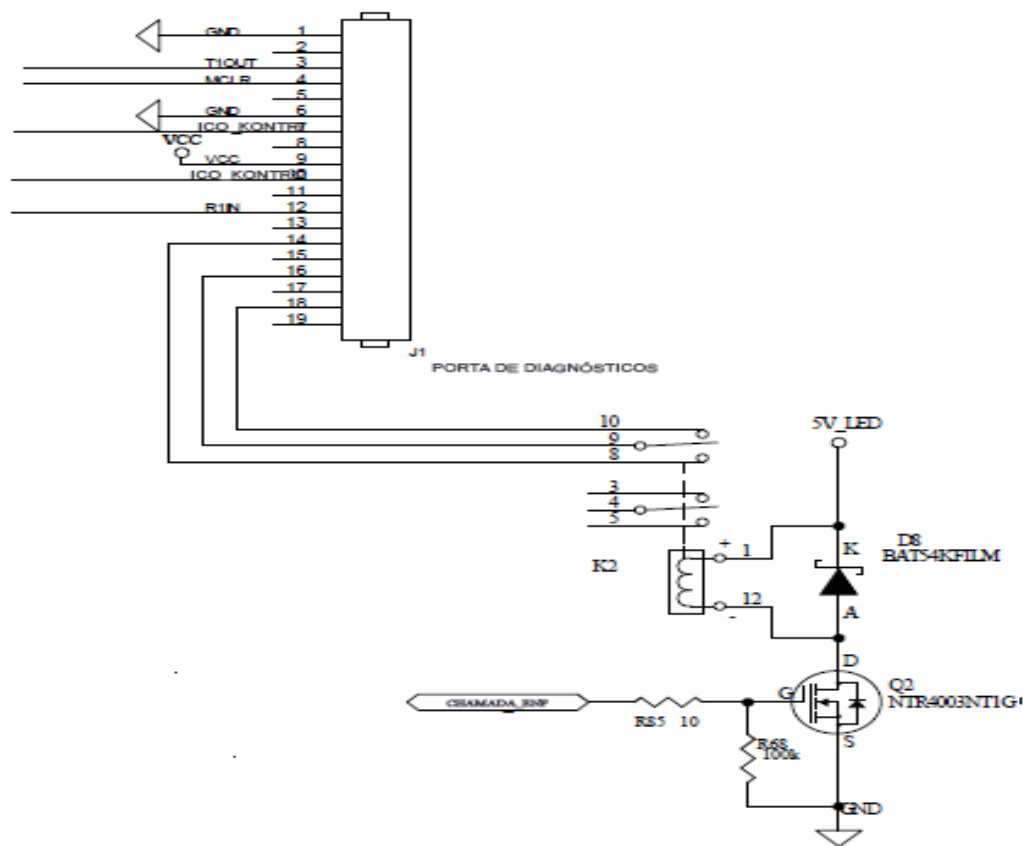 GND 1
2
T1OUT 3
MCLR 4
5
GND 6
ICO_KONTR 7
8
VCC
VCC 9
ICO_KONTR 10
11
R1IN 12
13
14
15
16
17
18
19
J1
PORTA DE DIAGNÓSTICOS
10
9
8
5V_LED
3
4
5
K2
+ 1
12
-
D8
BAT54KFILM
K
A
D
G
S
Q2
NTR4003NT1G
CHAMADA_ENF
R85 10
R68
100k
GND